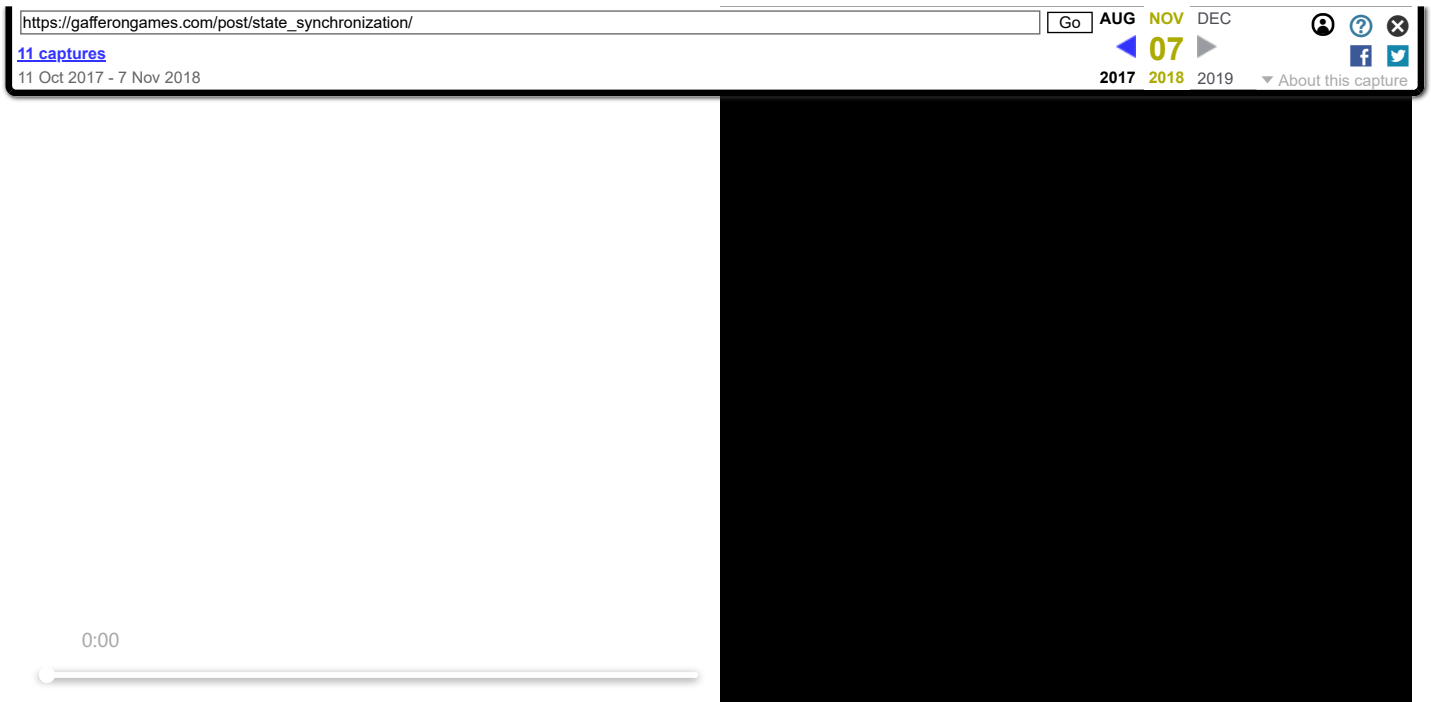 https://gafferongames.com/post/state_synchronization/ Go AUG NOV DEC
11 captures 07
11 Oct 2017 - 7 Nov 2018 2017 2018 2019 About this capture
0:00